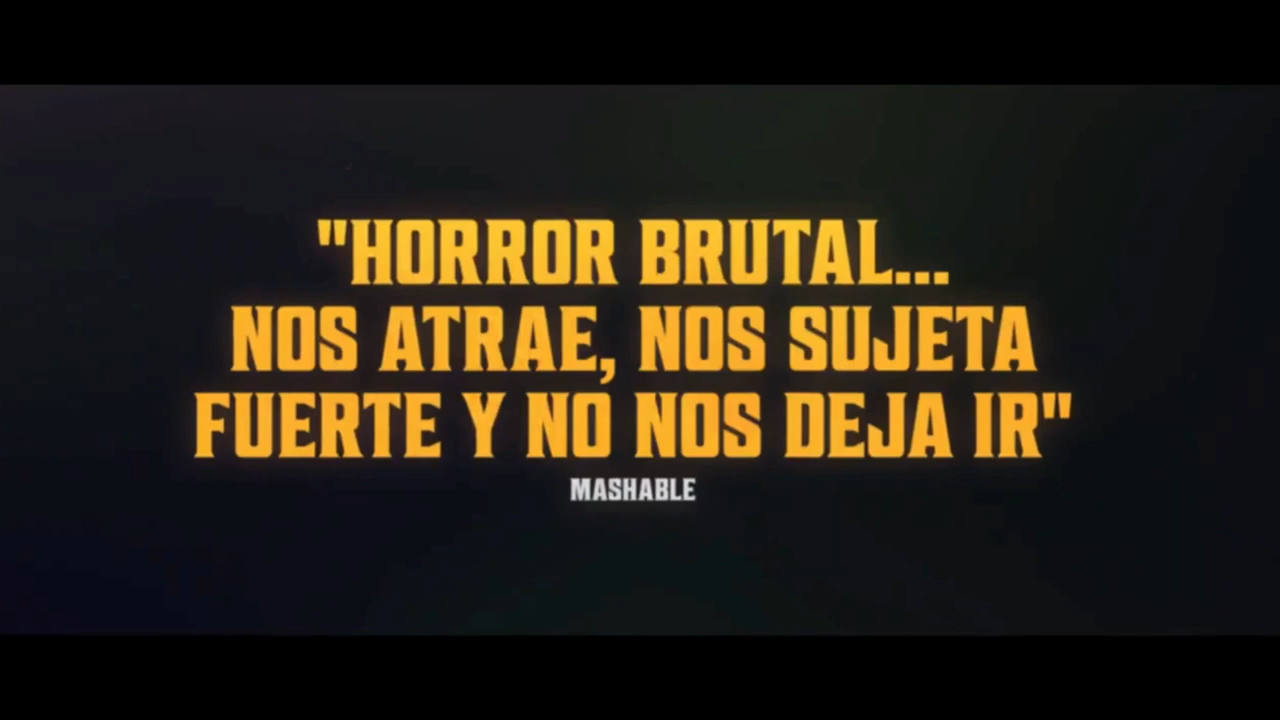 "HORROR BRUTAL...
NOS ATRAE, NOS SUJETA
FUERTE Y NO NOS DEJA IR"
MASHABLE